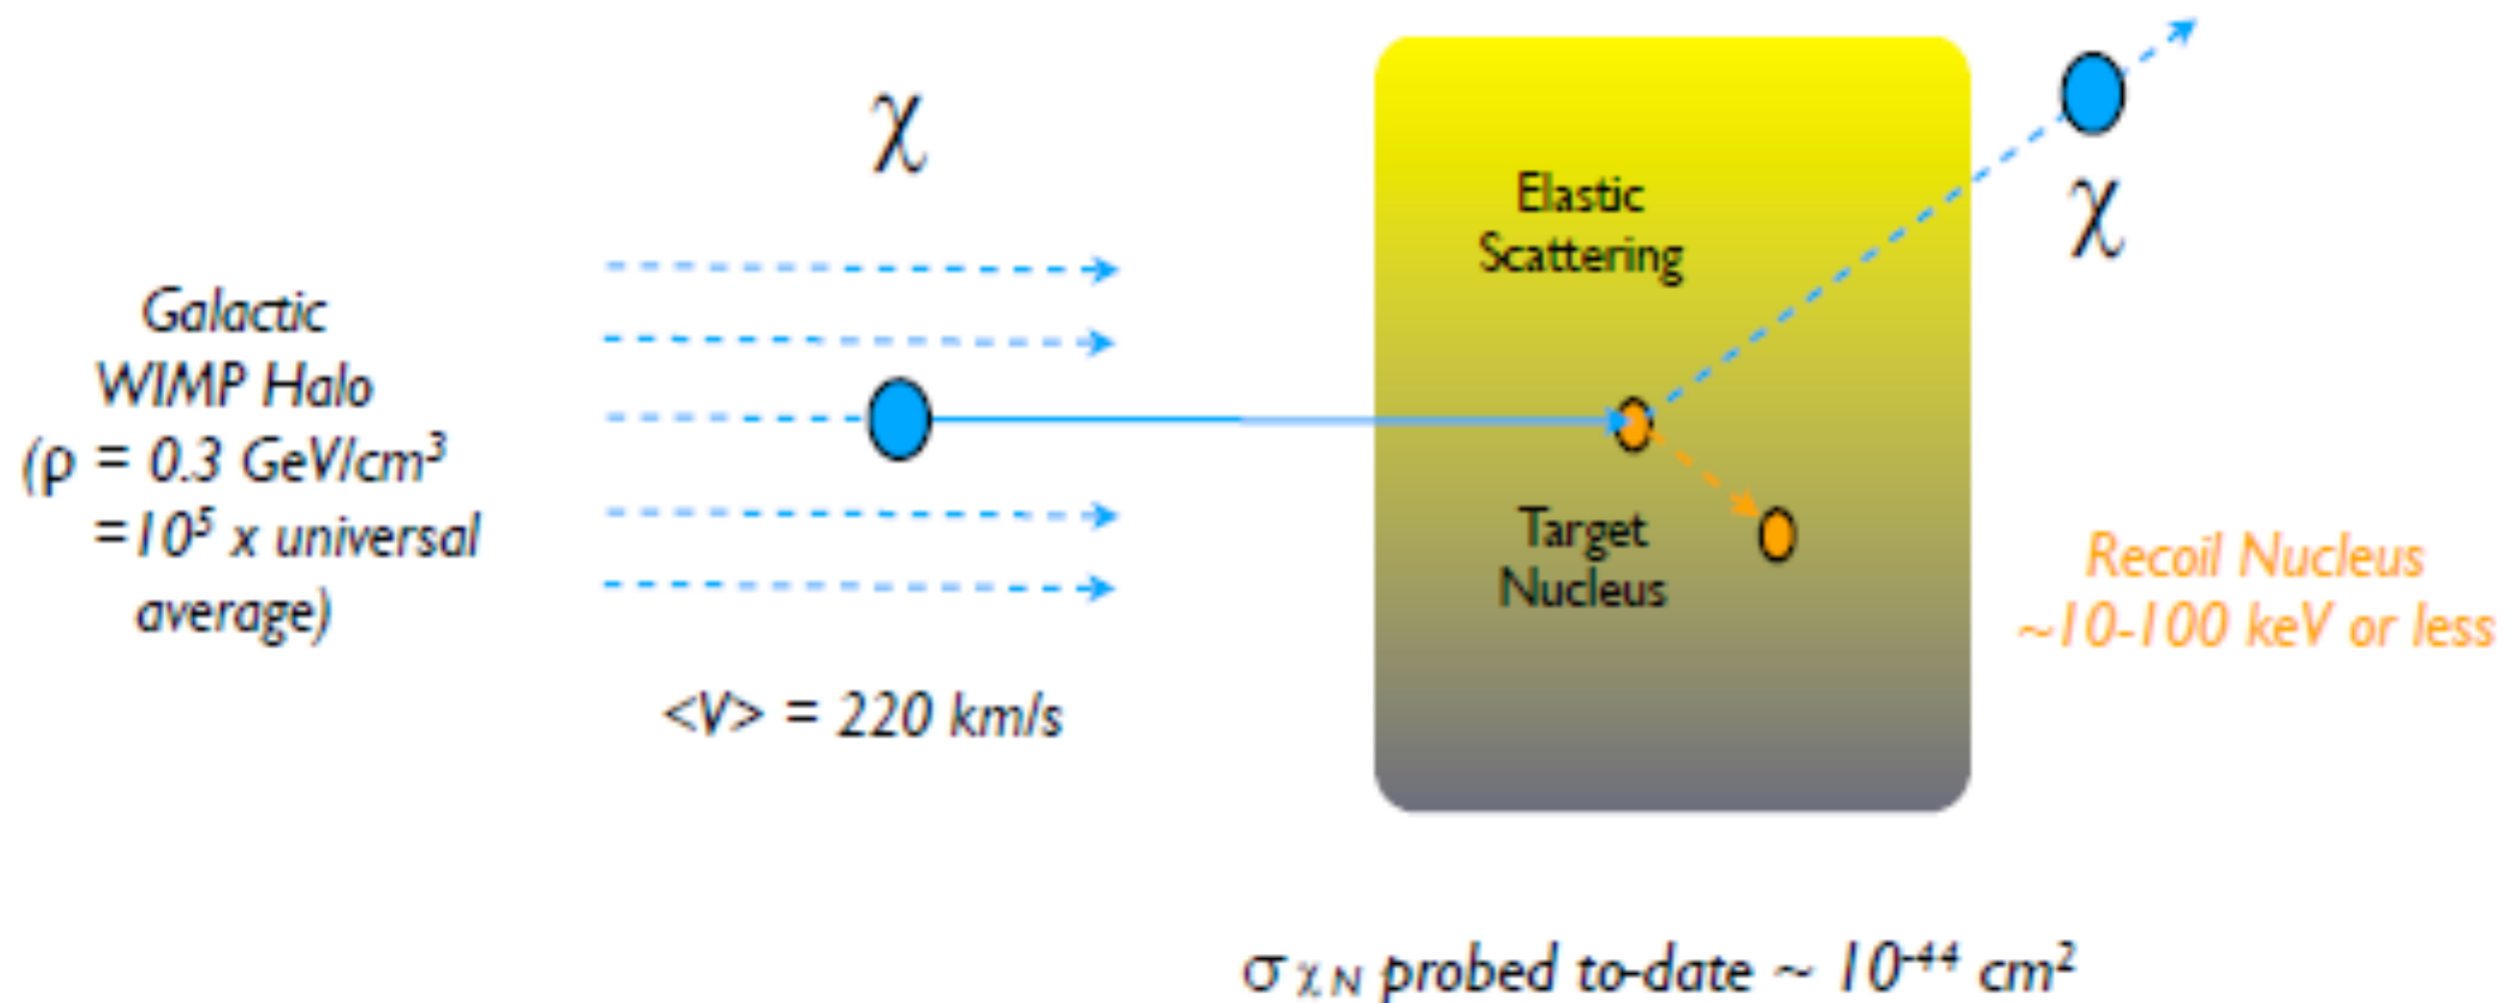 Galactic
WIMP Halo
(ρ = 0.3 GeV/cm³
=10⁵ x universal
average)
χ
<V> = 220 km/s
Elastic
Scattering
Target
Nucleus
χ
Recoil Nucleus
~10-100 keV or less
σ χ N probed to-date ~ 10⁻⁴⁴ cm²